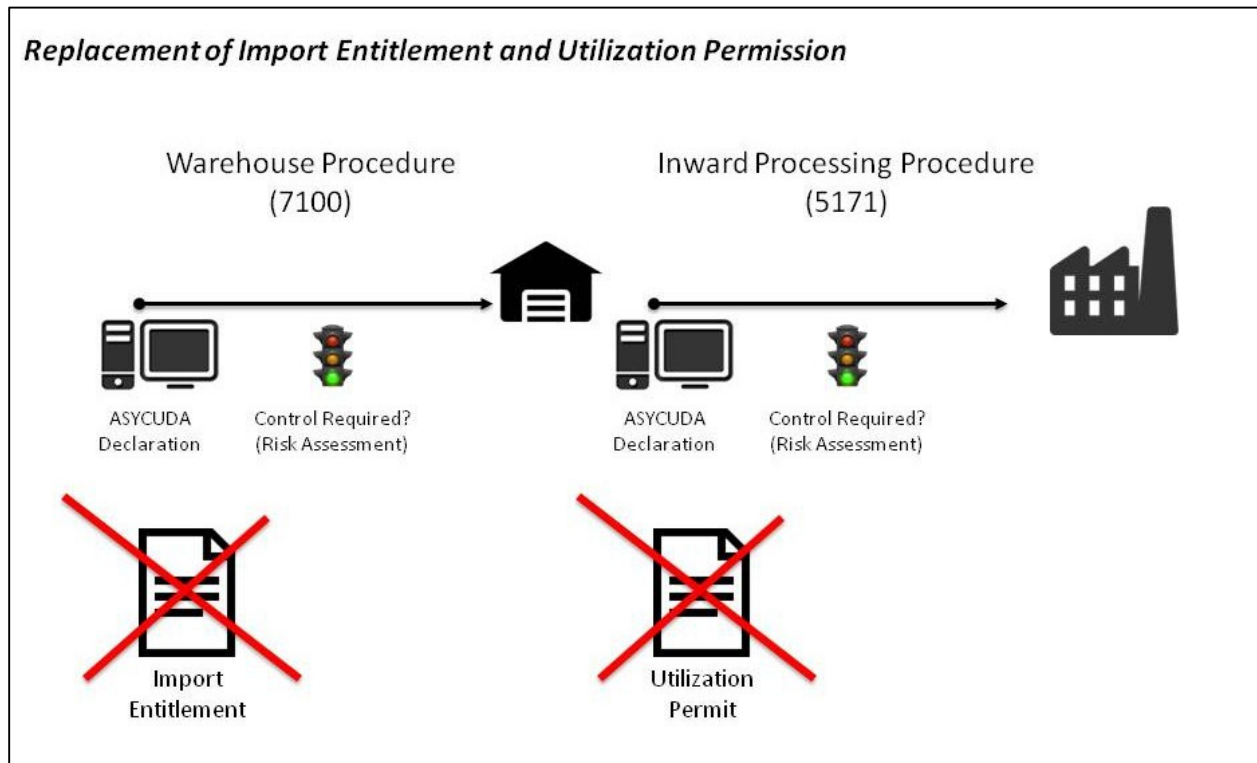 Replacement of Import Entitlement and Utilization Permission
Warehouse Procedure
(7100)
Inward Processing Procedure
(5171)
ASYCUDA
Declaration
Control Required?
(Risk Assessment)
ASYCUDA
Declaration
Control Required?
(Risk Assessment)
Import
Entitlement
Utilization
Permit